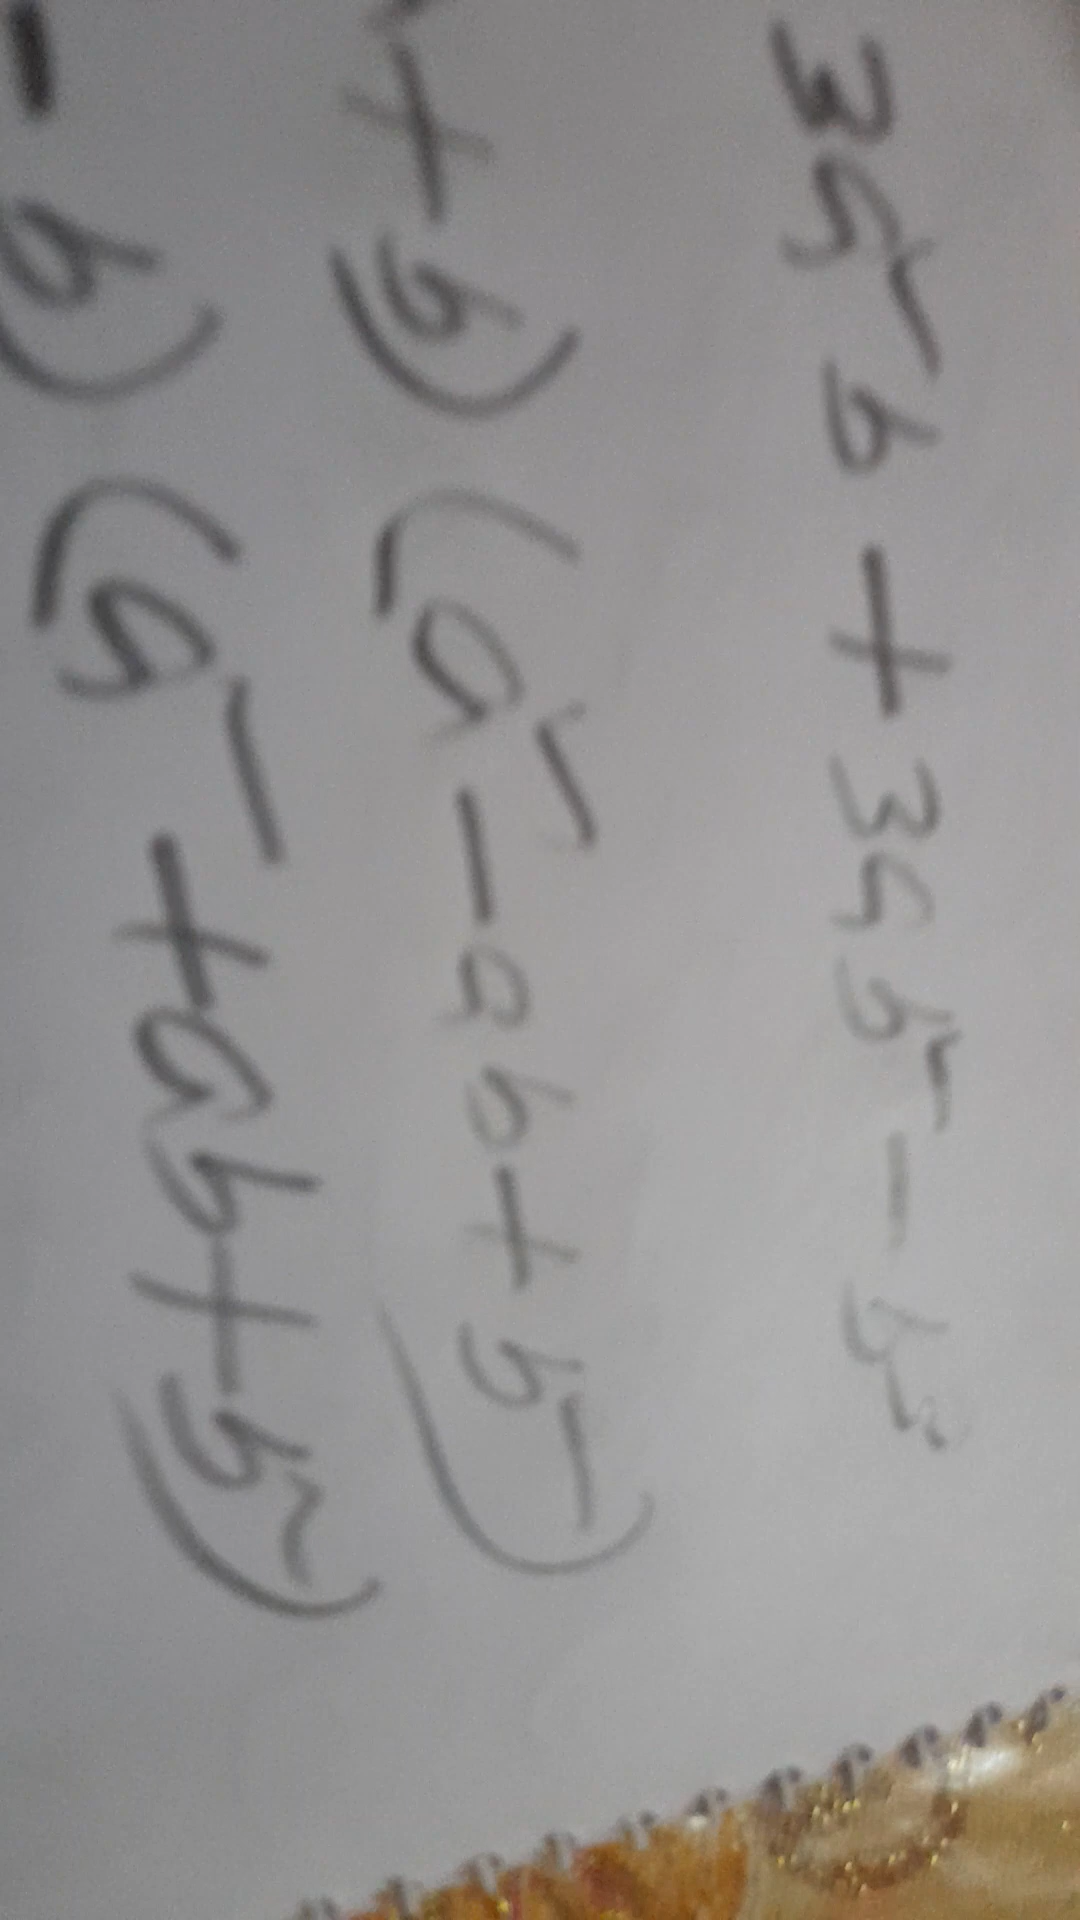 3a²b + 3ab² - b³
+ b) (a² - ab + b²)
- b) (a² + ab + b²)